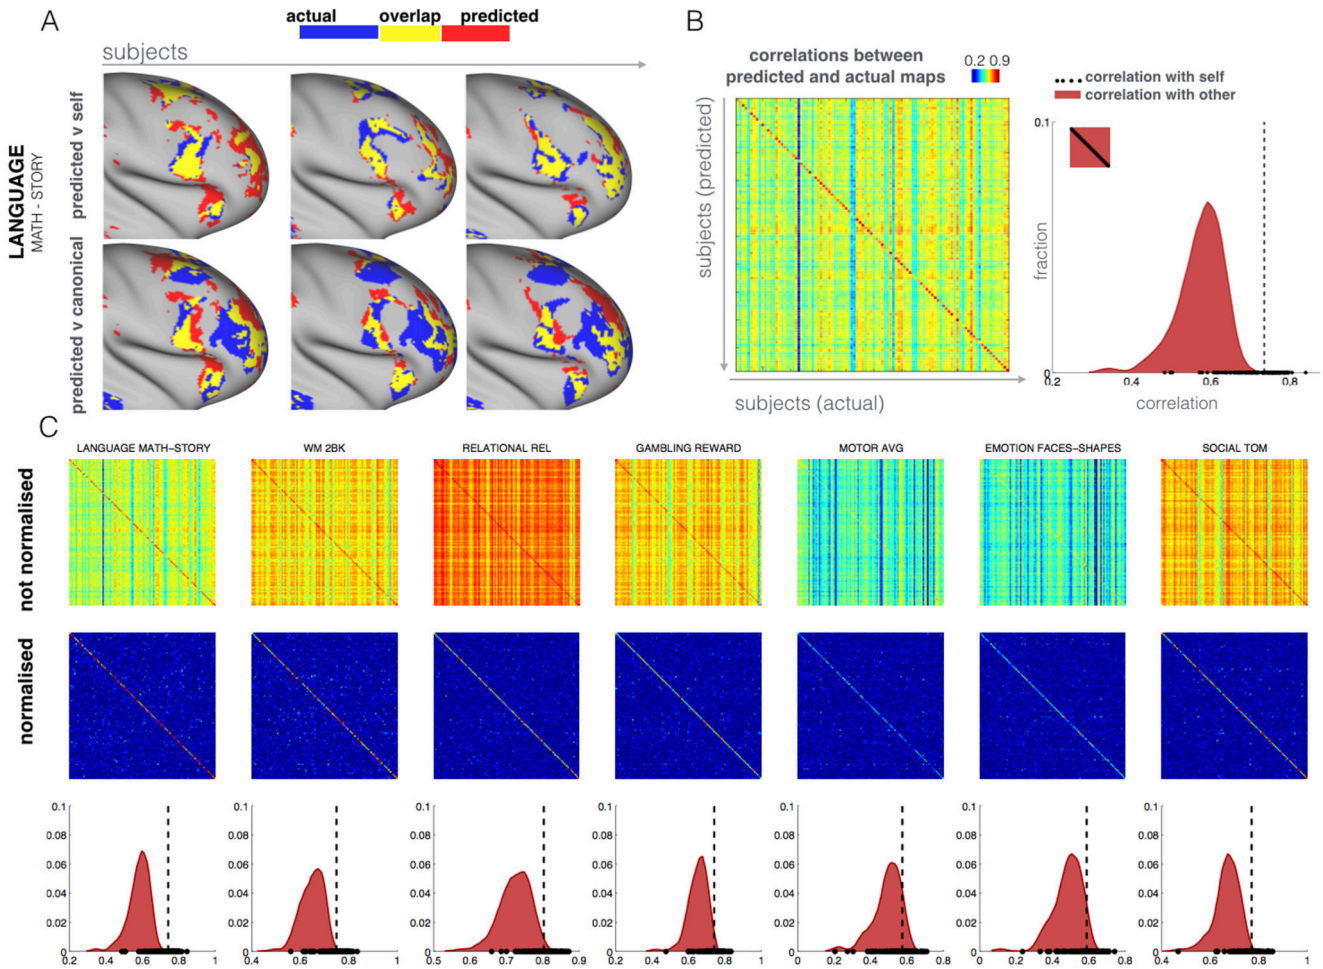 A
actual overlap predicted
subjects
LANGUAGE
MATH - STORY
predicted v self
predicted v canonical
B
correlations between
predicted and actual maps
0.2 0.9
subjects (predicted)
subjects (actual)
correlation with self
correlation with other
0.1
fraction
0
0.2 0.4 0.6 0.8
correlation
C
LANGUAGE MATH–STORY WM 2BK RELATIONAL REL GAMBLING REWARD MOTOR AVG EMOTION FACES–SHAPES SOCIAL TOM
not normalised
normalised
0.1 0.1 0.1 0.1 0.1 0.1 0.1
0.08 0.08 0.08 0.08 0.08 0.08 0.08
0.06 0.06 0.06 0.06 0.06 0.06 0.06
0.04 0.04 0.04 0.04 0.04 0.04 0.04
0.02 0.02 0.02 0.02 0.02 0.02 0.02
0 0 0 0 0 0 0
0.2 0.4 0.6 0.8 1 0.4 0.6 0.8 1 0.5 0.6 0.7 0.8 0.9 0.2 0.4 0.6 0.8 1 0 0.2 0.4 0.6 0.8 0 0.2 0.4 0.6 0.8 0.4 0.6 0.8 1